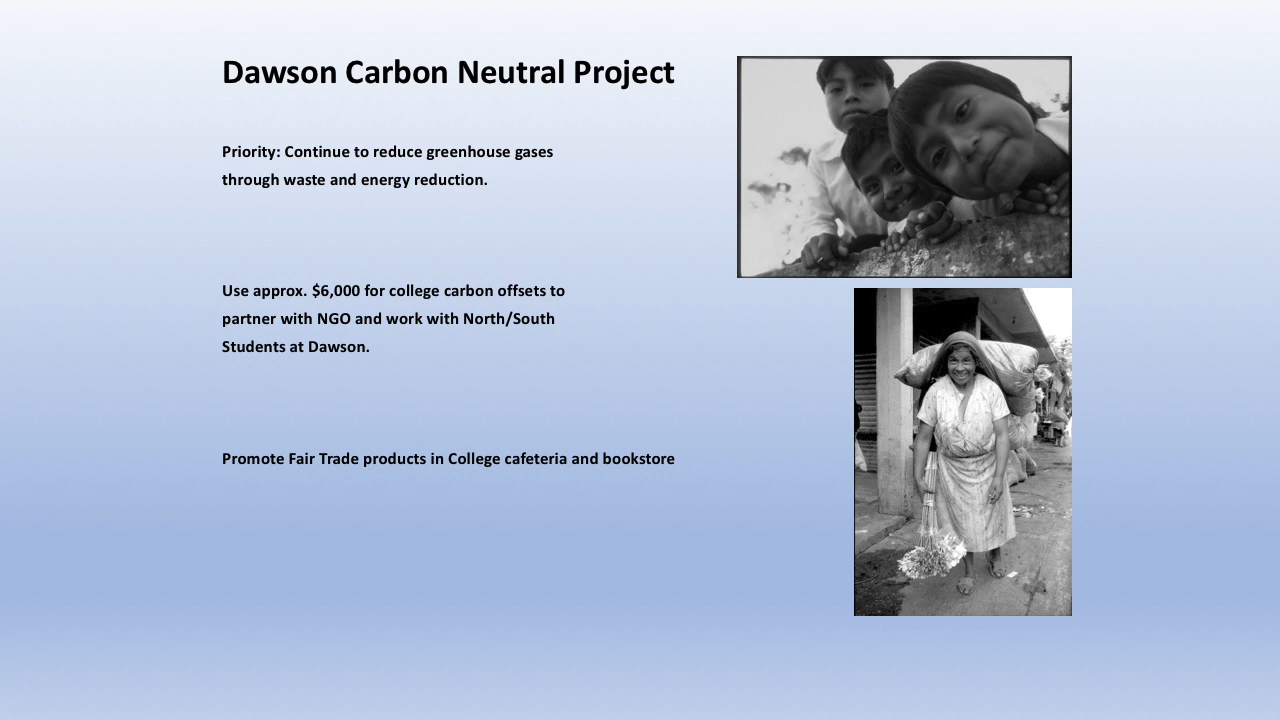 Dawson Carbon Neutral Project
Priority: Continue to reduce greenhouse gases
through waste and energy reduction.
Use approx. $6,000 for college carbon offsets to
partner with NGO and work with North/South
Students at Dawson.
Promote Fair Trade products in College cafeteria and bookstore